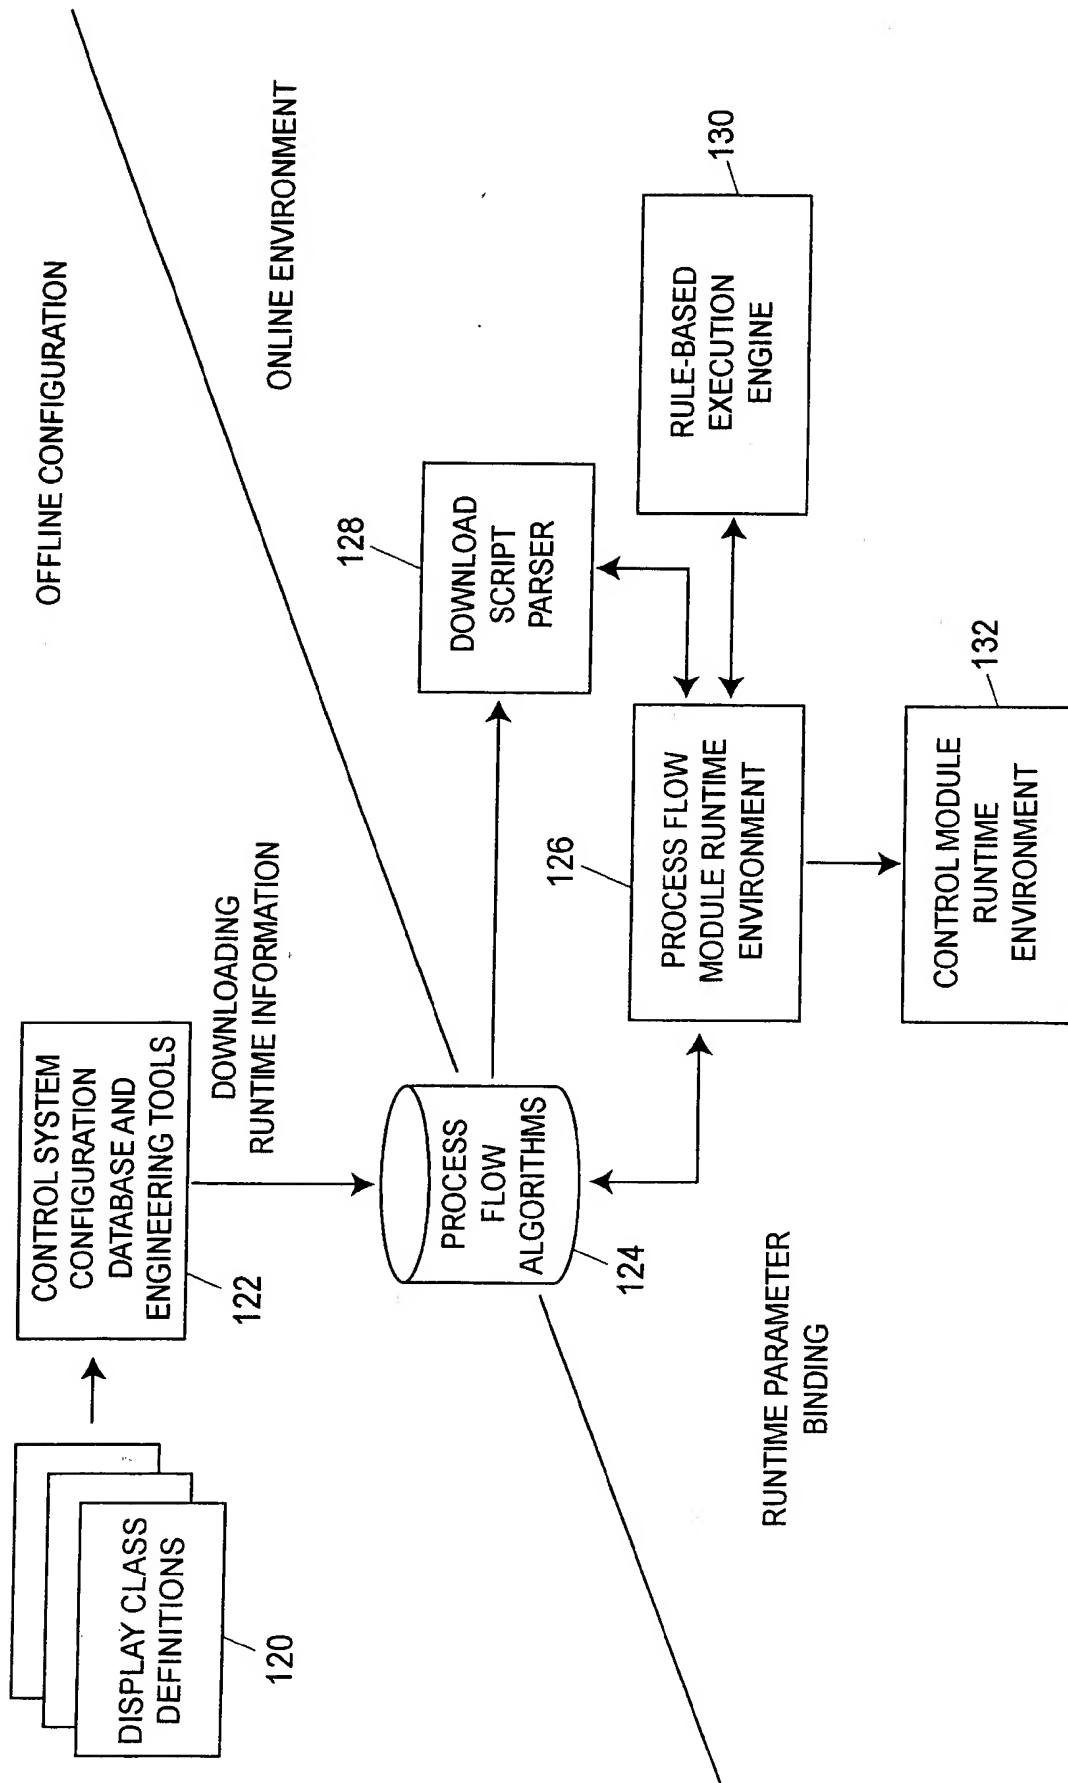 OFFLINE CONFIGURATION
ONLINE ENVIRONMENT
DISPLAY CLASS
DEFINITIONS
120
CONTROL SYSTEM
CONFIGURATION
DATABASE AND
ENGINEERING TOOLS
122
DOWNLOADING
RUNTIME INFORMATION
PROCESS
FLOW
ALGORITHMS
124
DOWNLOAD
SCRIPT
PARSER
128
RULE-BASED
EXECUTION
ENGINE
130
PROCESS FLOW
MODULE RUNTIME
ENVIRONMENT
126
RUNTIME PARAMETER
BINDING
CONTROL MODULE
RUNTIME
ENVIRONMENT
132